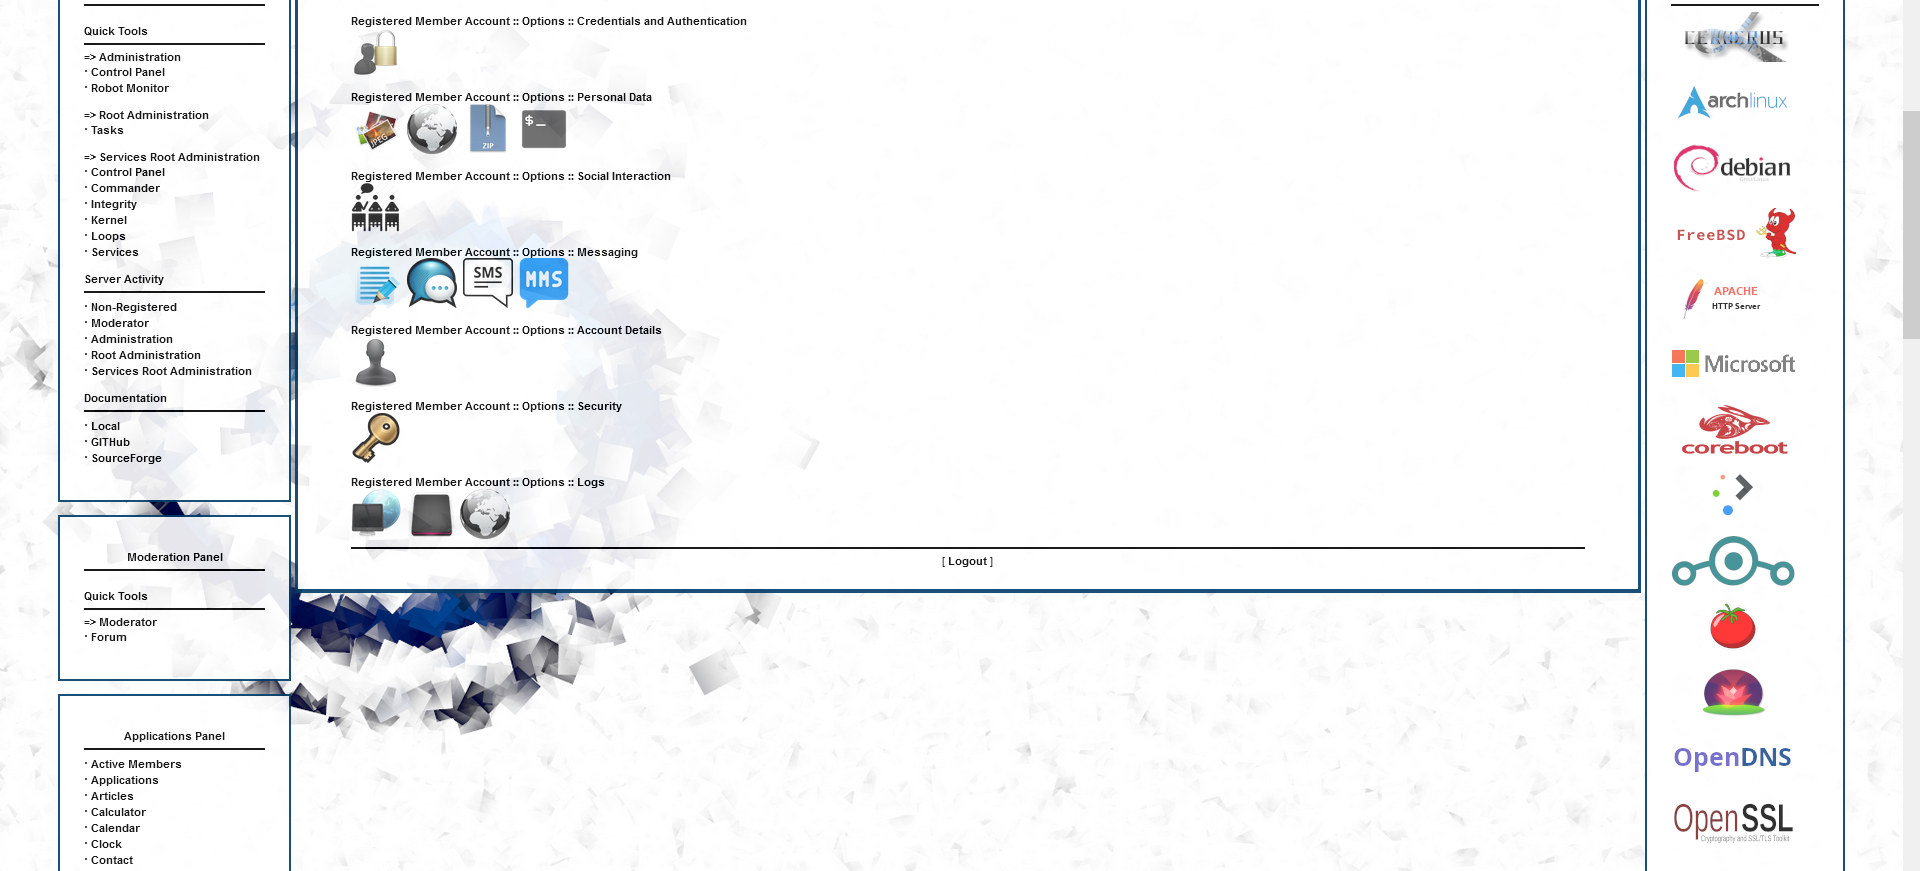 Quick Tools
=> Administration
· Control Panel
· Robot Monitor
=> Root Administration
· Tasks
=> Services Root Administration
· Control Panel
· Commander
· Integrity
· Kernel
· Loops
· Services
Server Activity
· Non-Registered
· Moderator
· Administration
· Root Administration
· Services Root Administration
Documentation
· Local
· GITHub
· SourceForge
Moderation Panel
Quick Tools
=> Moderator
· Forum
Applications Panel
· Active Members
· Applications
· Articles
· Calculator
· Calendar
· Clock
· Contact
Registered Member Account :: Options :: Credentials and Authentication
Registered Member Account :: Options :: Personal Data
JPEG
ZIP
$_
Registered Member Account :: Options :: Social Interaction
Registered Member Account :: Options :: Messaging
SMS
MMS
Registered Member Account :: Options :: Account Details
Registered Member Account :: Options :: Security
Registered Member Account :: Options :: Logs
[ Logout ]
CERBERUS
archlinux
debian
FreeBSD
APACHE
HTTP Server
Microsoft
coreboot
OpenDNS
OpenSSL
Cryptography and SSL/TLS Toolkit